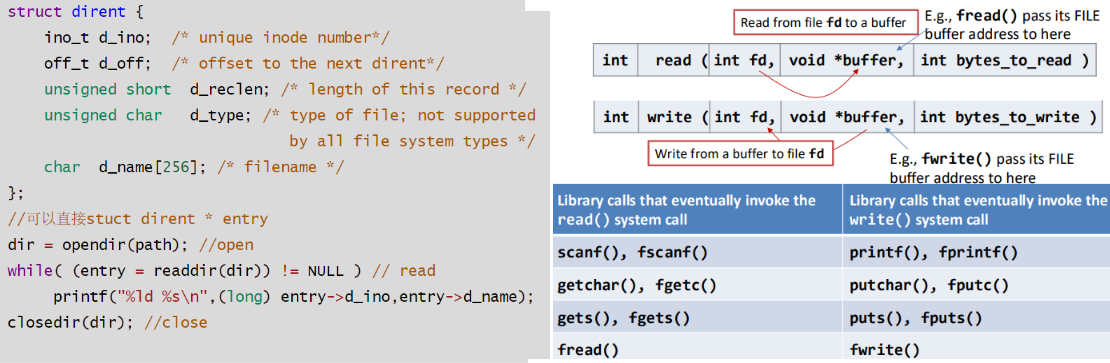 struct dirent {
ino_t d_ino; /* unique inode number*/
off_t d_off; /* offset to the next dirent*/
unsigned short d_reclen; /* length of this record */
unsigned char d_type; /* type of file; not supported
by all file system types */
char d_name[256]; /* filename */
};
//可以直接stuct dirent * entry
dir = opendir(path); //open
while( (entry = readdir(dir)) != NULL ) // read
printf("%ld %s\n",(long) entry->d_ino,entry->d_name);
closedir(dir); //close
Read from file fd to a buffer
E.g., fread() pass its FILE
buffer address to here
int read ( int fd, void *buffer, int bytes_to_read )
int write ( int fd, void *buffer, int bytes_to_write )
Write from a buffer to file fd
E.g., fwrite() pass its FILE
buffer address to here
Library calls that eventually invoke the
read() system call
Library calls that eventually invoke the
write() system call
scanf(), fscanf()
printf(), fprintf()
getchar(), fgetc()
putchar(), fputc()
gets(), fgets()
puts(), fputs()
fread()
fwrite()